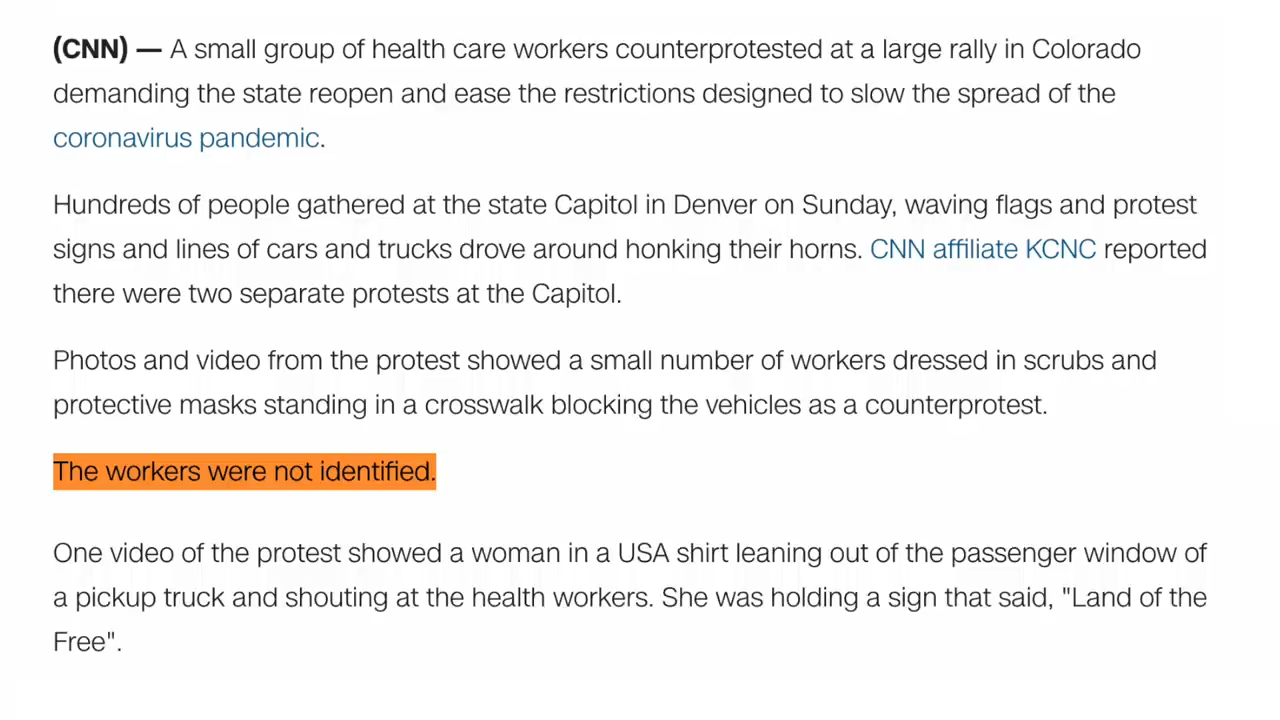 (CNN) — A small group of health care workers counterprotested at a large rally in Colorado
demanding the state reopen and ease the restrictions designed to slow the spread of the
coronavirus pandemic.
Hundreds of people gathered at the state Capitol in Denver on Sunday, waving flags and protest
signs and lines of cars and trucks drove around honking their horns. CNN affiliate KCNC reported
there were two separate protests at the Capitol.
Photos and video from the protest showed a small number of workers dressed in scrubs and
protective masks standing in a crosswalk blocking the vehicles as a counterprotest.
The workers were not identified.
One video of the protest showed a woman in a USA shirt leaning out of the passenger window of
a pickup truck and shouting at the health workers. She was holding a sign that said, "Land of the
Free".